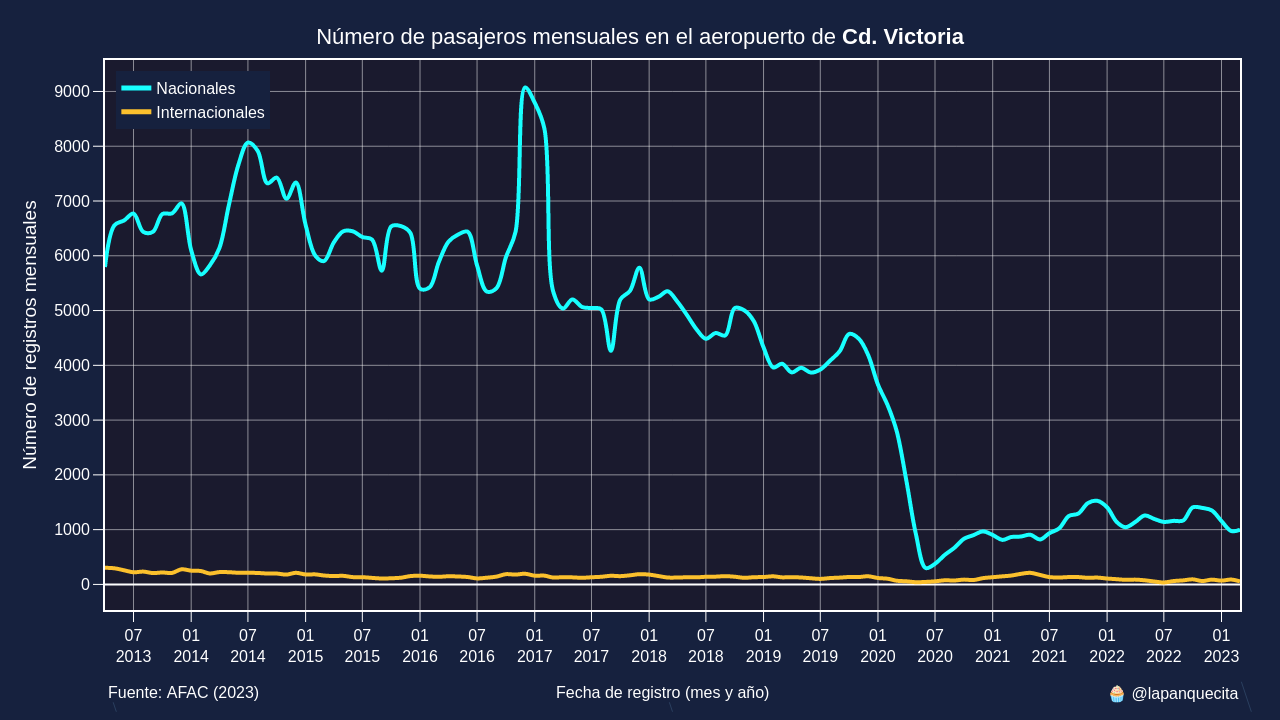 Número de pasajeros mensuales en el aeropuerto de Cd. Victoria
Nacionales
Internacionales
Número de registros mensuales
9000
8000
7000
6000
5000
4000
3000
2000
1000
0
07 01 07 01 07 01 07 01 07 01 07 01 07 01 07 01 07 01 07 01
2013 2014 2014 2015 2015 2016 2016 2017 2017 2018 2018 2019 2019 2020 2020 2021 2021 2022 2022 2023
Fuente: AFAC (2023) Fecha de registro (mes y año) 🧁 @lapanquecita